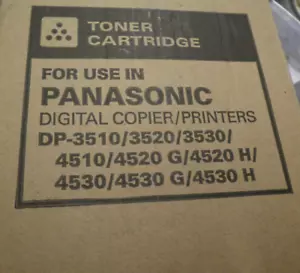 TONER
CARTRIDGE
FOR USE IN
PANASONIC
DIGITAL COPIER/PRINTERS
DP-3510/3520/3530/
4510/4520 G/4520 H/
4530/4530 G/4530 H